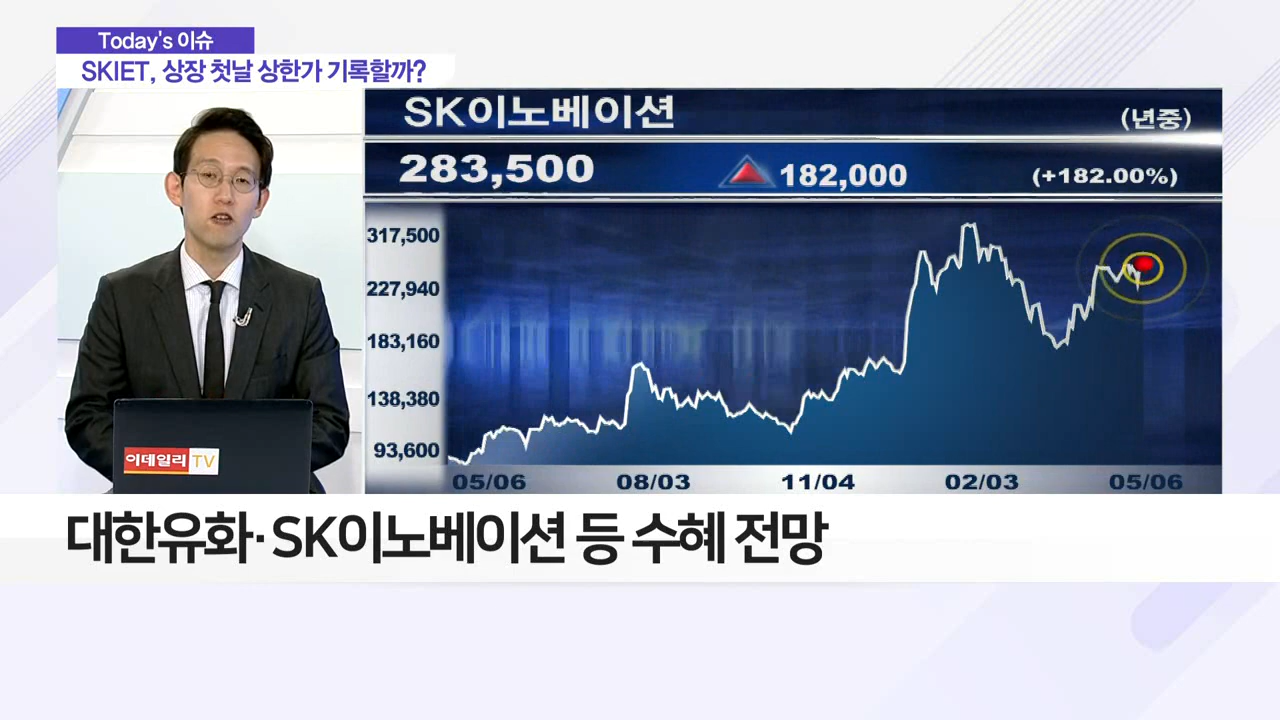 Today's 이슈
SKIET, 상장 첫날 상한가 기록할까?
SK이노베이션 (년중)
283,500 182,000 (+182.00%)
317,500
227,940
183,160
138,380
93,600
05/06 08/03 11/04 02/03 05/06
이데일리 TV
대한유화·SK이노베이션 등 수혜 전망